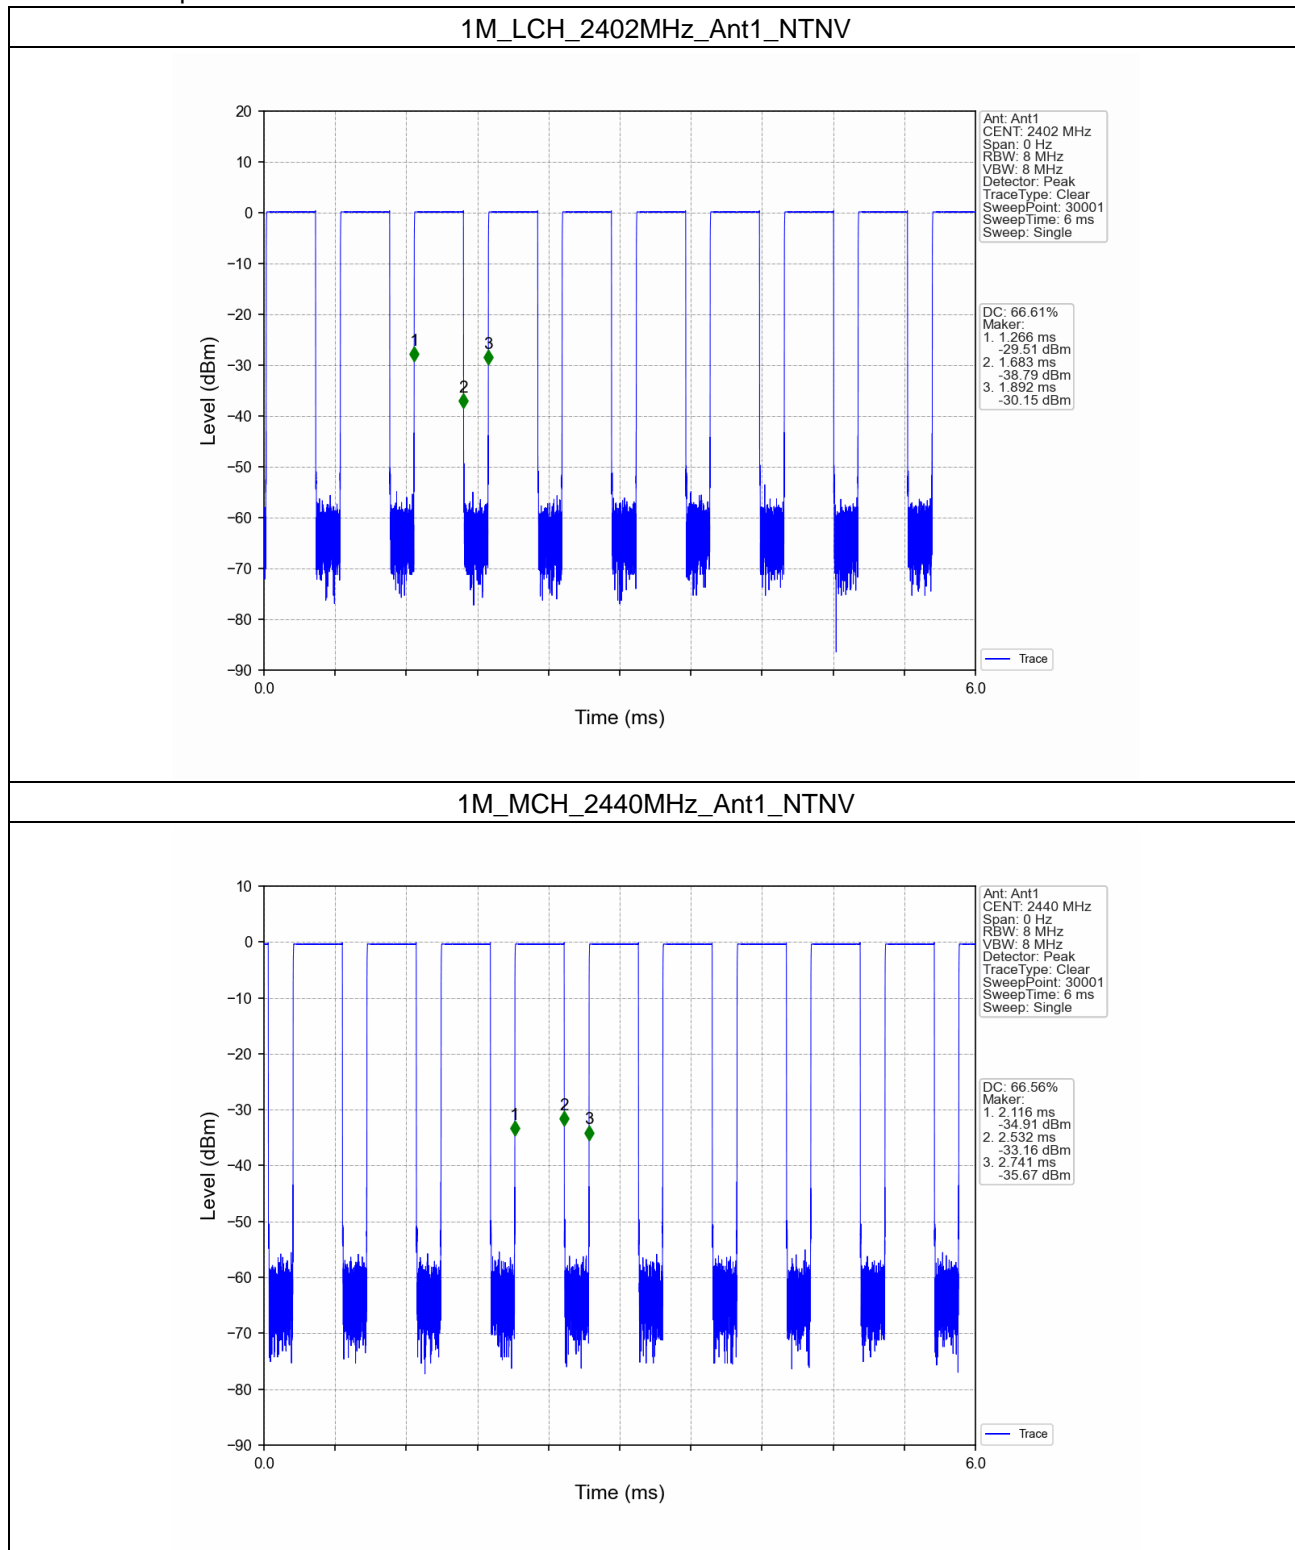 1M_LCH_2402MHz_Ant1_NTNV
20
10
0
−10
−20
−30
−40
−50
−60
−70
−80
−90
Level (dBm)
0.0
6.0
Time (ms)
1
2
3
Ant: Ant1
CENT: 2402 MHz
Span: 0 Hz
RBW: 8 MHz
VBW: 8 MHz
Detector: Peak
TraceType: Clear
SweepPoint: 30001
SweepTime: 6 ms
Sweep: Single
DC: 66.61%
Maker:
1. 1.266 ms
-29.51 dBm
2. 1.683 ms
-38.79 dBm
3. 1.892 ms
-30.15 dBm
Trace
1M_MCH_2440MHz_Ant1_NTNV
10
0
−10
−20
−30
−40
−50
−60
−70
−80
−90
Level (dBm)
0.0
6.0
Time (ms)
1
2
3
Ant: Ant1
CENT: 2440 MHz
Span: 0 Hz
RBW: 8 MHz
VBW: 8 MHz
Detector: Peak
TraceType: Clear
SweepPoint: 30001
SweepTime: 6 ms
Sweep: Single
DC: 66.56%
Maker:
1. 2.116 ms
-34.91 dBm
2. 2.532 ms
-33.16 dBm
3. 2.741 ms
-35.67 dBm
Trace